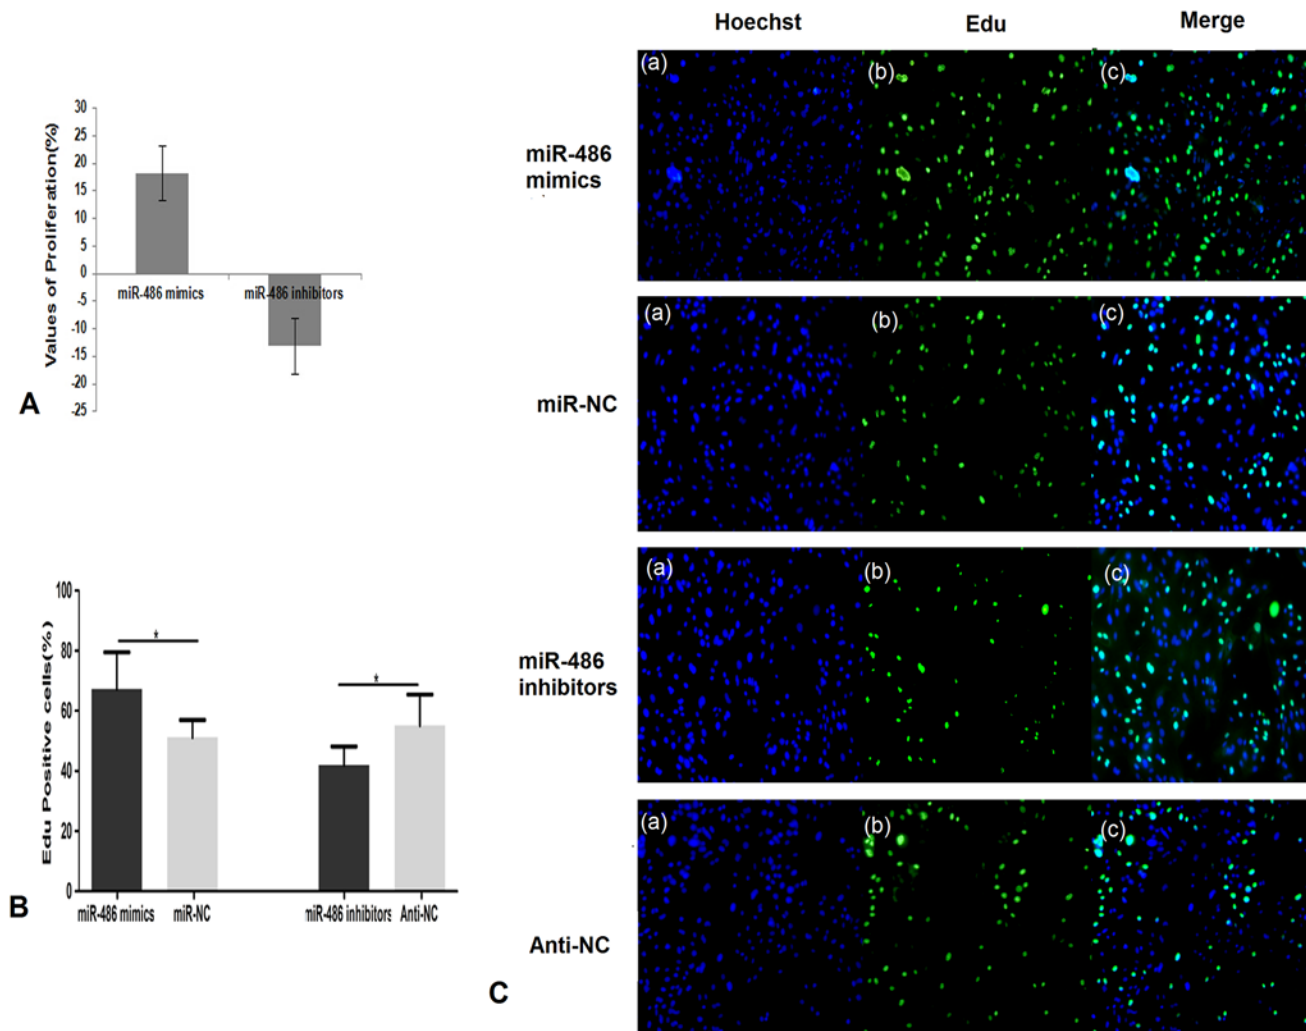 Hoechst
Edu
Merge
miR-486
mimics
(a)
(b)
(c)
miR-NC
(a)
(b)
(c)
miR-486
inhibitors
(a)
(b)
(c)
Anti-NC
(a)
(b)
(c)
C
Values of Proliferation(%)
30
25
20
15
10
5
0
-5
-10
-15
-20
-25
miR-486 mimics
miR-486 inhibitors
A
Edu Positive cells(%)
100
80
60
40
20
0
*
*
miR-486 mimics
miR-NC
miR-486 inhibitors
Anti-NC
B